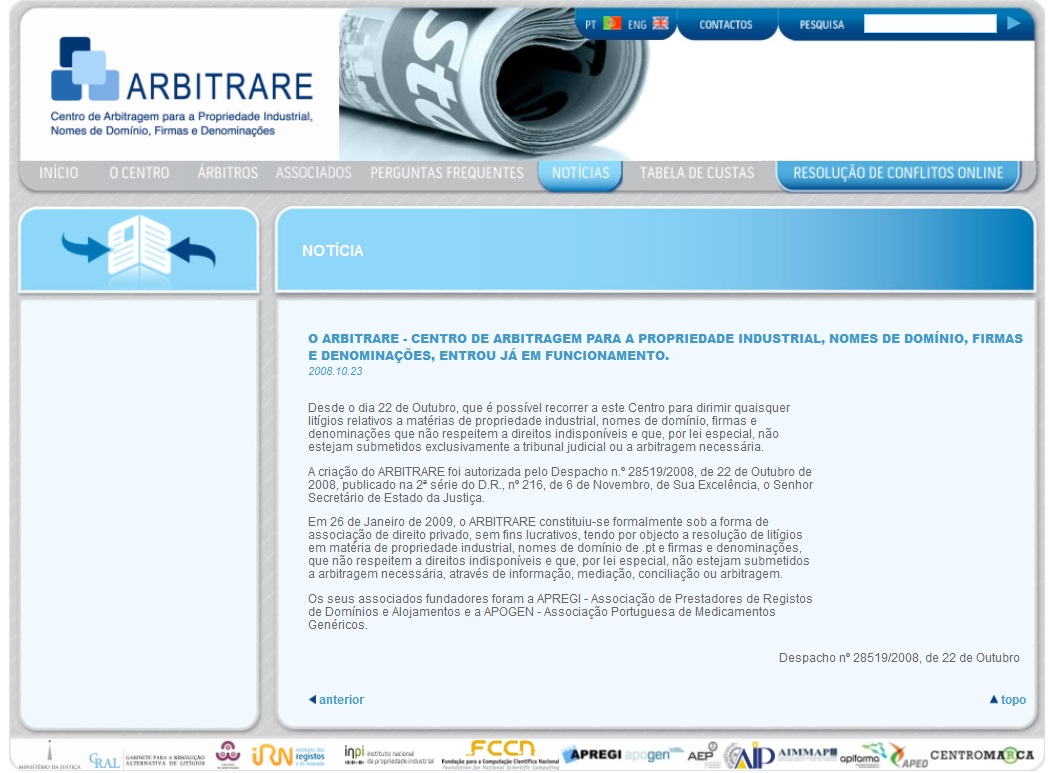 PT ENG CONTACTOS PESQUISA
Sto
ARBITRARE
Centro de Arbitragem para a Propriedade Industrial,
Nomes de Domínio, Firmas e Denominações
INÍCIO O CENTRO ÁRBITROS ASSOCIADOS PERGUNTAS FREQUENTES NOTÍCIAS TABELA DE CUSTAS RESOLUÇÃO DE CONFLITOS ONLINE
NOTÍCIA
O ARBITRARE - CENTRO DE ARBITRAGEM PARA A PROPRIEDADE INDUSTRIAL, NOMES DE DOMÍNIO, FIRMAS
E DENOMINAÇÕES, ENTROU JÁ EM FUNCIONAMENTO.
2008.10.23
Desde o dia 22 de Outubro, que é possível recorrer a este Centro para dirimir quaisquer
litígios relativos a matérias de propriedade industrial, nomes de domínio, firmas e
denominações que não respeitem a direitos indisponíveis e que, por lei especial, não
estejam submetidos exclusivamente a tribunal judicial ou a arbitragem necessária.
A criação do ARBITRARE foi autorizada pelo Despacho n.º 28519/2008, de 22 de Outubro de
2008, publicado na 2ª série do D.R., nº 216, de 6 de Novembro, de Sua Excelência, o Senhor
Secretário de Estado da Justiça.
Em 26 de Janeiro de 2009, o ARBITRARE constituiu-se formalmente sob a forma de
associação de direito privado, sem fins lucrativos, tendo por objecto a resolução de litígios
em matéria de propriedade industrial, nomes de domínio de .pt e firmas e denominações,
que não respeitem a direitos indisponíveis e que, por lei especial, não estejam submetidos
a arbitragem necessária, através de informação, mediação, conciliação ou arbitragem.
Os seus associados fundadores foram a APREGI - Associação de Prestadores de Registos
de Domínios e Alojamentos e a APOGEN - Associação Portuguesa de Medicamentos
Genéricos.
Despacho nº 28519/2008, de 22 de Outubro
anterior topo
MINISTÉRIO DA JUSTIÇA
GRAL GABINETE PARA A RESOLUÇÃO
ALTERNATIVA DE LITÍGIOS
iRN instituto dos
registos
e do notariado
inpi instituto nacional
da propriedade industrial
FCCN
Fundação para a Computação Científica Nacional
Foundation for National Scientific Computing
APREGI apogen AEP AIP AIMMAP apifarma APED CENTROMARCA